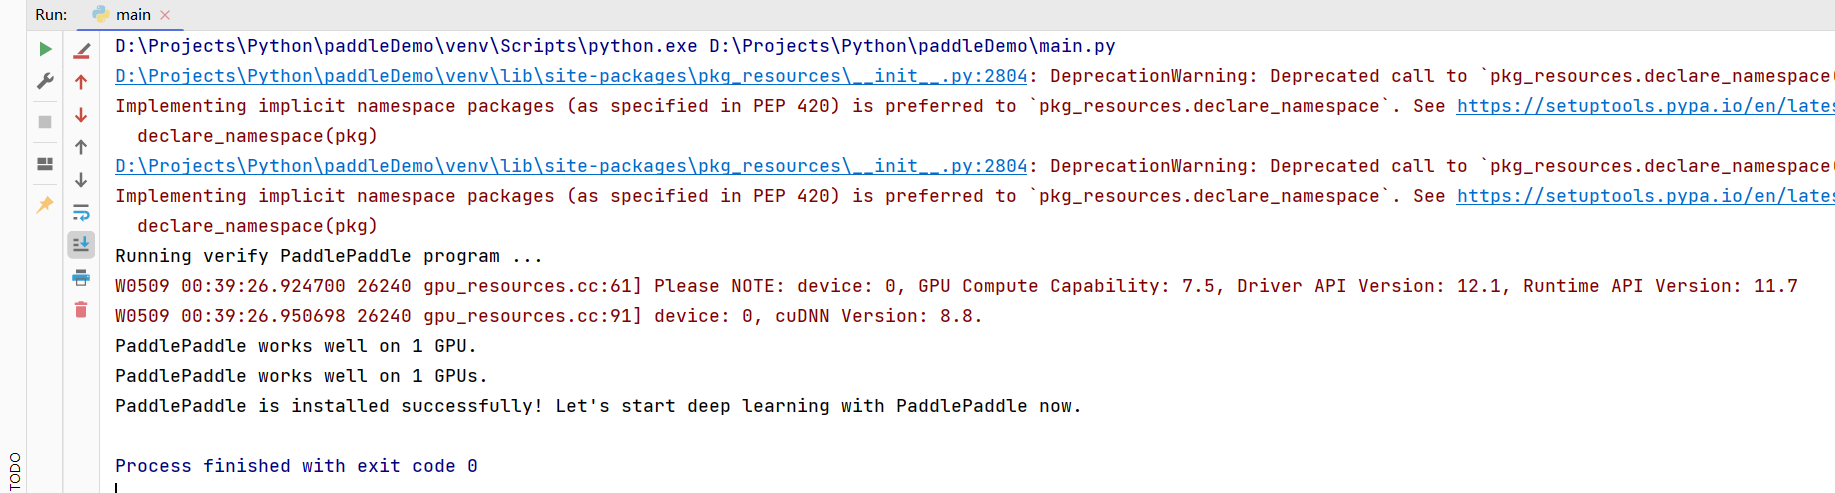 Run: main
D:\Projects\Python\paddleDemo\venv\Scripts\python.exe D:\Projects\Python\paddleDemo\main.py
D:\Projects\Python\paddleDemo\venv\lib\site-packages\pkg_resources\__init__.py:2804: DeprecationWarning: Deprecated call to `pkg_resources.declare_namespace(
Implementing implicit namespace packages (as specified in PEP 420) is preferred to `pkg_resources.declare_namespace`. See https://setuptools.pypa.io/en/lates
declare_namespace(pkg)
D:\Projects\Python\paddleDemo\venv\lib\site-packages\pkg_resources\__init__.py:2804: DeprecationWarning: Deprecated call to `pkg_resources.declare_namespace(
Implementing implicit namespace packages (as specified in PEP 420) is preferred to `pkg_resources.declare_namespace`. See https://setuptools.pypa.io/en/lates
declare_namespace(pkg)
Running verify PaddlePaddle program ...
W0509 00:39:26.924700 26240 gpu_resources.cc:61] Please NOTE: device: 0, GPU Compute Capability: 7.5, Driver API Version: 12.1, Runtime API Version: 11.7
W0509 00:39:26.950698 26240 gpu_resources.cc:91] device: 0, cuDNN Version: 8.8.
PaddlePaddle works well on 1 GPU.
PaddlePaddle works well on 1 GPUs.
PaddlePaddle is installed successfully! Let's start deep learning with PaddlePaddle now.
Process finished with exit code 0
TODO